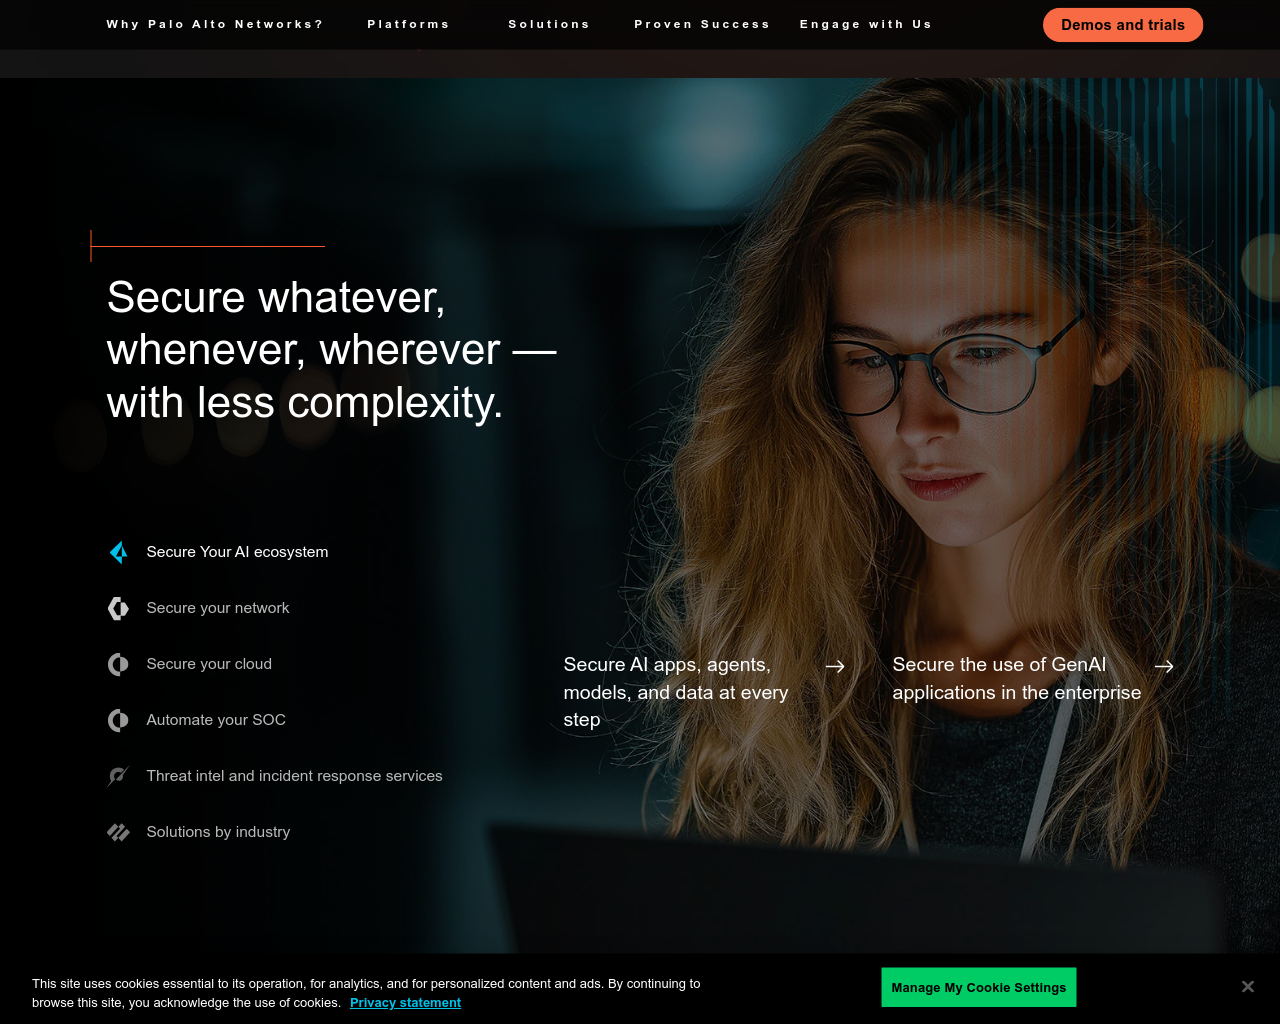 Why Palo Alto Networks?
Platforms
Solutions
Proven Success
Engage with Us
Demos and trials
Secure whatever,
whenever, wherever —
with less complexity.
Secure Your AI ecosystem
Secure your network
Secure your cloud
Automate your SOC
Threat intel and incident response services
Solutions by industry
Secure AI apps, agents,
models, and data at every
step
Secure the use of GenAI
applications in the enterprise
This site uses cookies essential to its operation, for analytics, and for personalized content and ads. By continuing to
browse this site, you acknowledge the use of cookies. Privacy statement
Manage My Cookie Settings